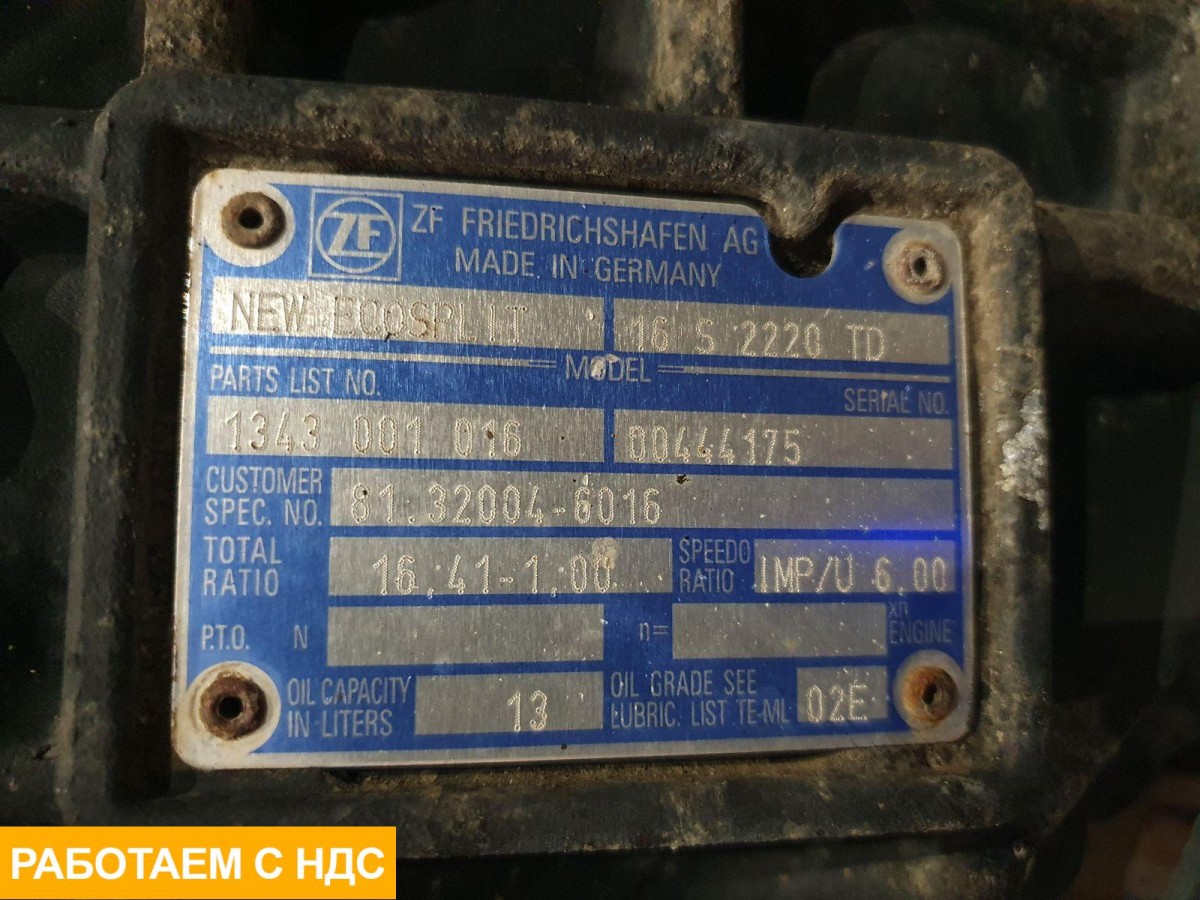 ZF ZF FRIEDRICHSHAFEN AG
MADE IN GERMANY
NEW ECOSPLIT 16 S 2220 TD
MODEL
PARTS LIST NO. SERIAL NO.
1343 001 016 00444175
CUSTOMER SPEC. NO. 81.32004-6016
TOTAL RATIO 16,41-1,00 SPEEDO RATIO IMP/U 6,00
P.T.O. N n= xn ENGINE
OIL CAPACITY IN LITERS 13 OIL GRADE SEE LUBRIC. LIST TE-ML 02E
РАБОТАЕМ С НДС